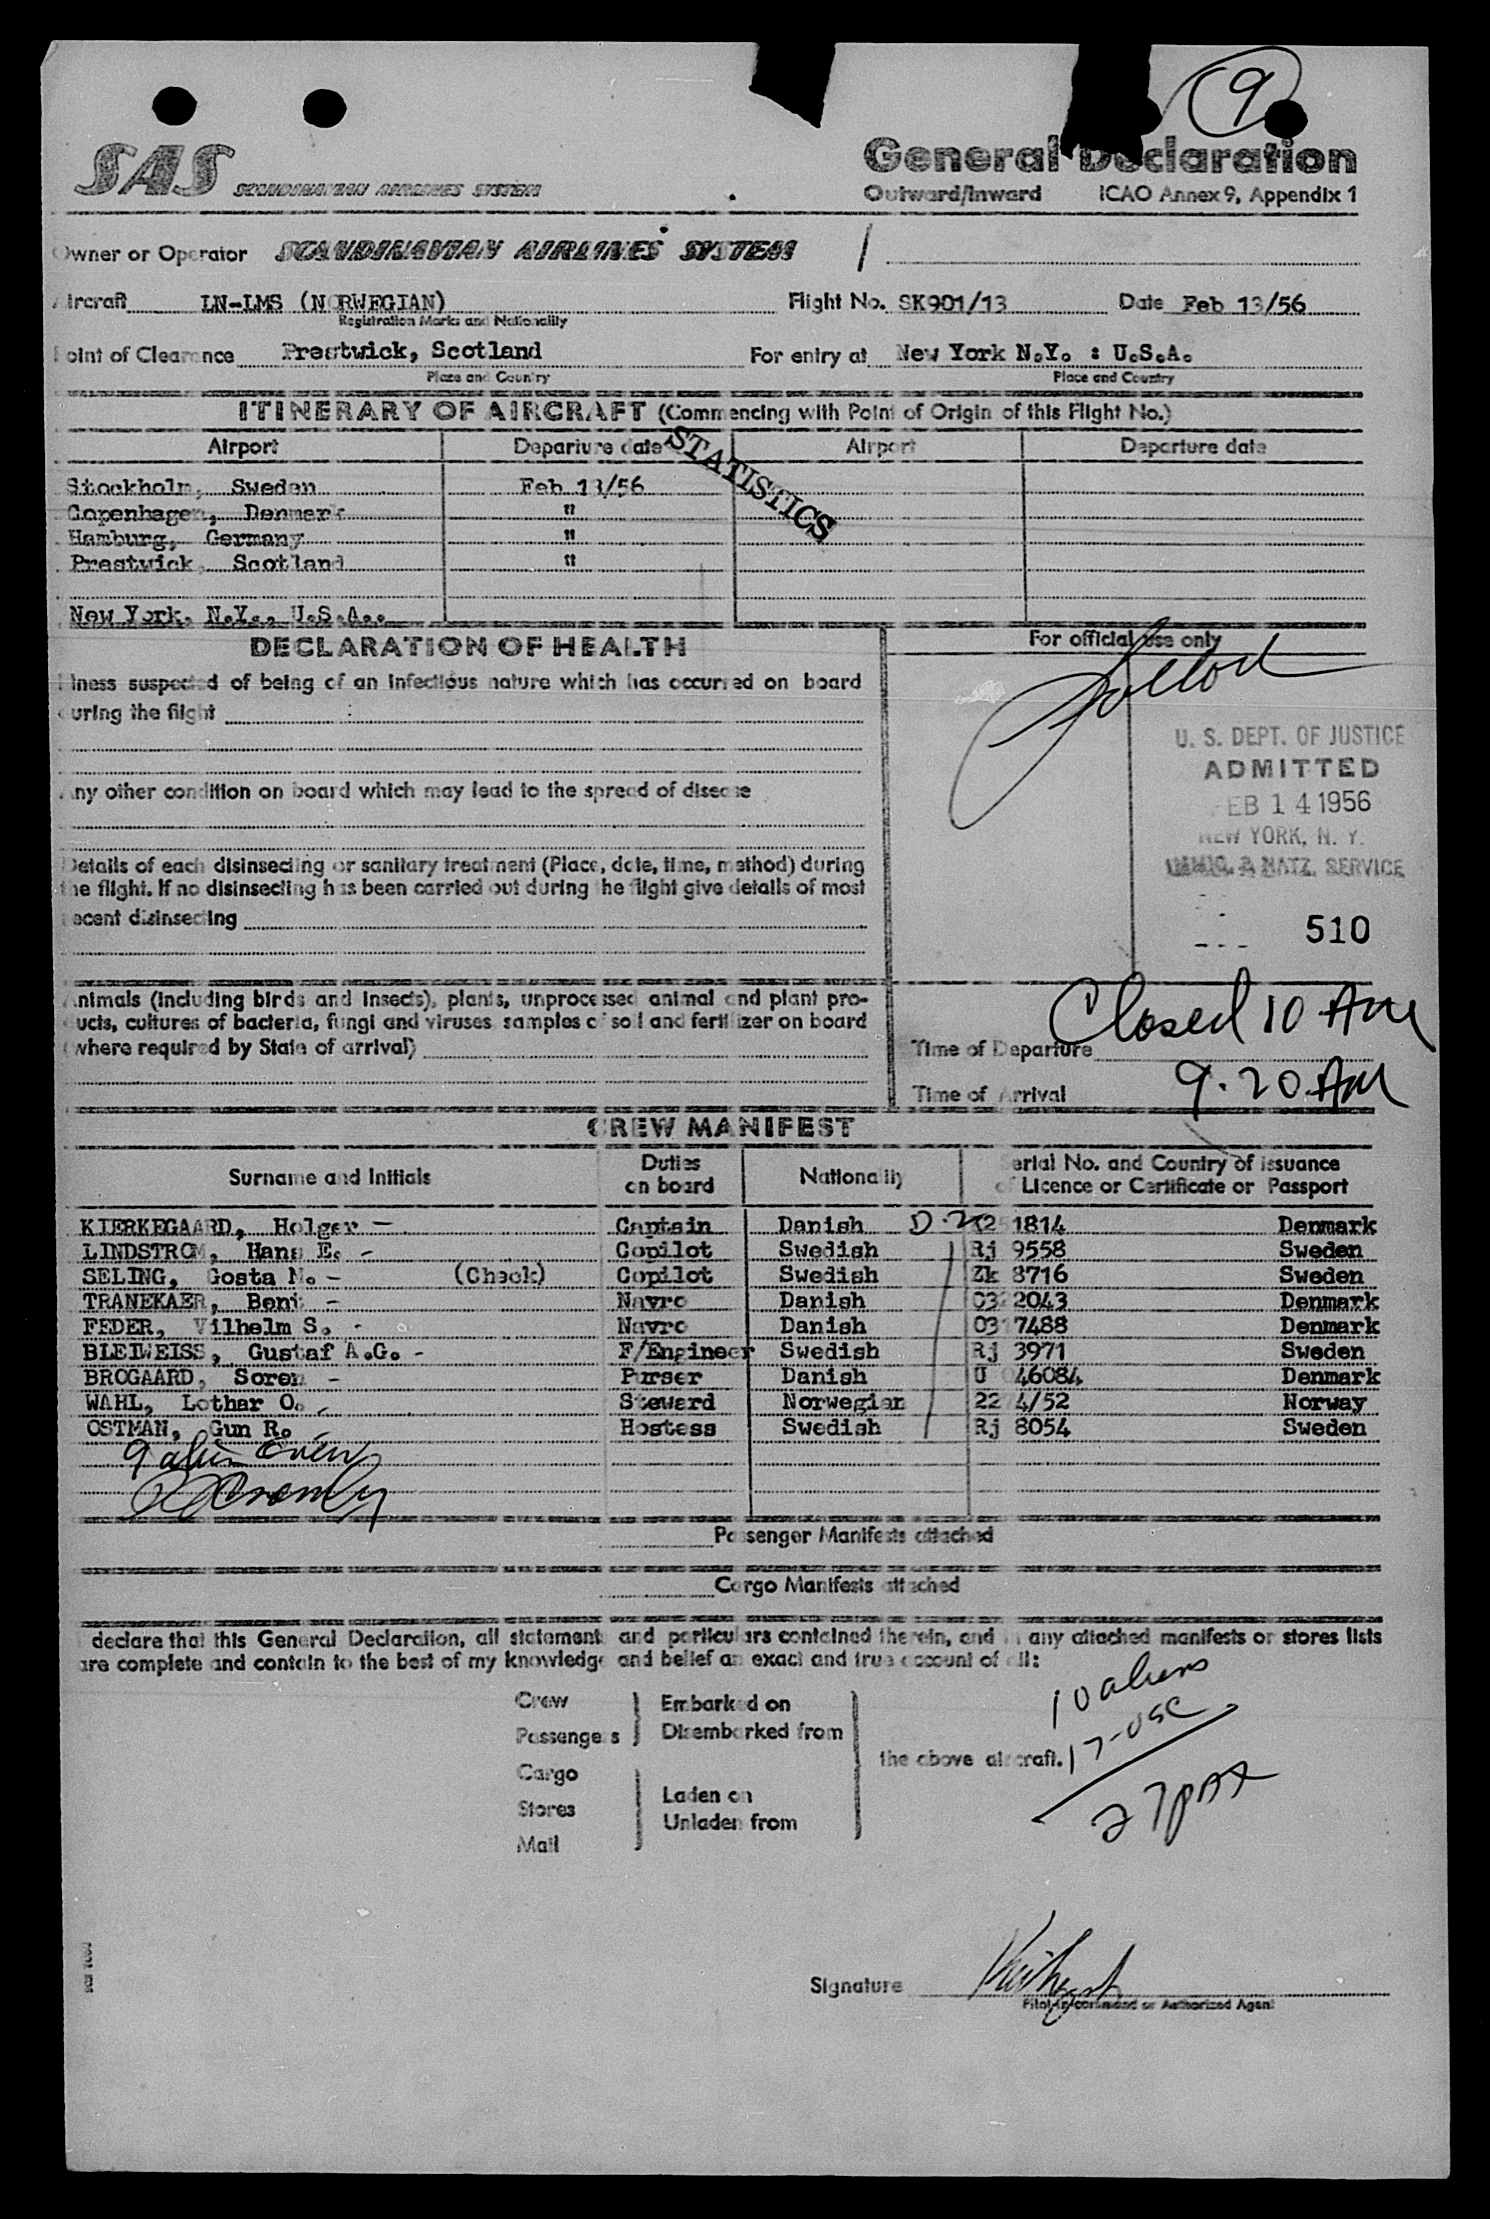 9
SAS SCANDINAVIAN AIRLINES SYSTEM
General Declaration
Outward/Inward ICAO Annex 9, Appendix 1
Owner or Operator SCANDINAVIAN AIRLINES SYSTEM /
Aircraft LN-LMS (NORWEGIAN) Flight No. SK901/13 Date Feb 13/56
Registration Marks and Nationality
Point of Clearance Prestwick, Scotland For entry at New York N.Y. : U.S.A.
Place and Country Place and Country
ITINERARY OF AIRCRAFT (Commencing with Point of Origin of this Flight No.)
Airport Departure date Airport Departure date
STATISTICS
Stockholm, Sweden Feb 13/56
Copenhagen, Denmark "
Hamburg, Germany "
Prestwick, Scotland "
New York, N.Y., U.S.A..
DECLARATION OF HEALTH
For official use only
Illness suspected of being of an infectious nature which has occurred on board
during the flight
U. S. DEPT. OF JUSTICE
ADMITTED
FEB 14 1956
NEW YORK, N. Y.
IMMIG. & NATZ. SERVICE
510
Any other condition on board which may lead to the spread of disease
Details of each disinsecting or sanitary treatment (Place, date, time, method) during
the flight. If no disinsecting has been carried out during the flight give details of most
recent disinsecting
Animals (including birds and insects), plants, unprocessed animal and plant pro-
ducts, cultures of bacteria, fungi and viruses, samples of soil and fertilizer on board
(where required by State of arrival)
Closed 10 AM
Time of Departure
Time of Arrival 9.20 AM
CREW MANIFEST
Surname and Initials Duties on board Nationality Serial No. and Country of Issuance of Licence or Certificate or Passport
KIERKEGAARD, Holger - Captain Danish 1814 Denmark
LINDSTROM, Hans E. - Copilot Swedish Rj 9558 Sweden
SELING, Gosta N. - (Check) Copilot Swedish Zk 8716 Sweden
TRANEKAER, Bent - Navro Danish 2043 Denmark
FEDER, Vilhelm S. - Navro Danish 7488 Denmark
BLEIWEISS, Gustaf A.G. - F/Engineer Swedish Rj 3971 Sweden
BROGAARD, Soren - Purser Danish U 046084 Denmark
WAHL, Lothar O. - Steward Norwegian 22 4/52 Norway
OSTMAN, Gun R. Hostess Swedish Rj 8054 Sweden
9 alien crew
Passenger Manifests attached
Cargo Manifests attached
I declare that this General Declaration, all statements and particulars contained therein, and in any attached manifests or stores lists
are complete and contain to the best of my knowledge and belief an exact and true account of all:
Crew
Passengers
Embarked on
Disembarked from
Cargo
Stores
Mail
Laden on
Unladen from
the above aircraft.
10 aliens
17-USC
27 pax
Signature
Pilot-in-command or Authorized Agent